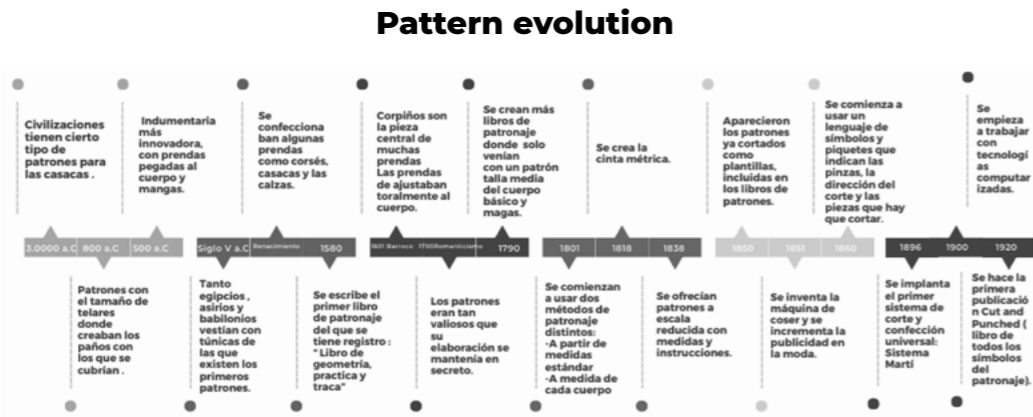 Pattern evolution
Civilizaciones
tienen cierto
tipo de
patrones para
las casacas .
Indumentaria
más
innovadora,
con prendas
pegadas al
cuerpo y
mangas.
Se
confecciona
ban algunas
prendas
como corsés,
casacas y las
calzas.
Corpiños son
la pieza
central de
muchas
prendas
Las prendas
de ajustaban
toralmente al
cuerpo.
Se crean más
libros de
patronaje
donde solo
venían
con un patrón
talla media
del cuerpo
básico y
magas.
Se crea la
cinta métrica.
Aparecieron
los patrones
ya cortados
como
plantillas,
incluidas en
los libros de
patrones.
Se comienza a
usar un
lenguaje de
símbolos y
piquetes que
indican las
pinzas, la
dirección del
corte y las
piezas que hay
que cortar.
Se
empieza
a trabajar
con
tecnologí
as
computar
izadas.
3.0000 a.C 800 a.C 500 a.C Siglo V a.C Renacimiento 1580 1601 Barroco 1700Romanticismo 1790 1801 1818 1838 1850 1851 1860 1896 1900 1920
Patrones con
el tamaño de
telares
donde
creaban los
paños con
los que se
cubrían .
Tanto
egipcios ,
asirios y
babilonios
vestían con
túnicas de
las que
existen los
primeros
patrones.
Se escribe el
primer libro
de patronaje
del que se
tiene registro :
" Libro de
geometría,
practica y
traca"
Los patrones
eran tan
valiosos que
su
elaboración se
mantenía en
secreto.
Se comienzan
a usar dos
métodos de
patronaje
distintos:
-A partir de
medidas
estándar
-A medida de
cada cuerpo
Se ofrecían
patrones a
escala
reducida con
medidas y
instrucciones.
Se inventa la
máquina de
coser y se
incrementa la
publicidad en
la moda.
Se implanta
el primer
sistema de
corte y
confección
universal:
Sistema
Martí
Se hace la
primera
publicació
n Cut and
Punched (
libro de
todos los
símbolos
del
patronaje).